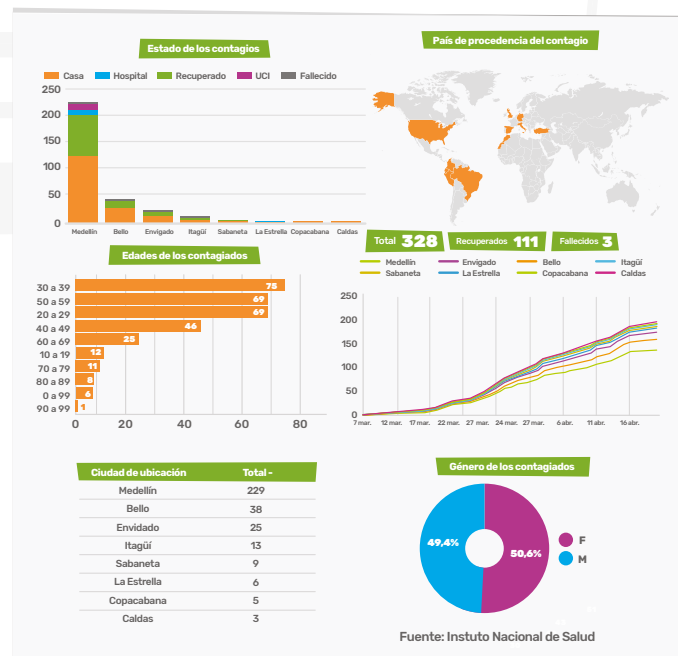 Estado de los contagios
Casa Hospital Recuperado UCI Fallecido
250
200
150
100
50
0
Medellín Bello Envigado Itagüí Sabaneta La Estrella Copacabana Caldas
País de procedencia del contagio
Total 328 Recuperados 111 Fallecidos 3
Medellín Envigado Bello Itagüí
Sabaneta La Estrella Copacabana Caldas
250
200
150
100
50
0
7 mar. 12 mar. 17 mar. 22 mar. 27 mar. 24 mar. 27 mar. 6 abr. 11 abr. 16 abr.
Edades de los contagiados
30 a 39 75
50 a 59 69
20 a 29 69
40 a 49 46
60 a 69 25
10 a 19 12
70 a 79 11
80 a 89 8
0 a 99 6
90 a 99 1
0 20 40 60 80
Ciudad de ubicación Total -
Medellín 229
Bello 38
Envidado 25
Itagüí 13
Sabaneta 9
La Estrella 6
Copacabana 5
Caldas 3
Género de los contagiados
49,4% 50,6%
F
M
Fuente: Instuto Nacional de Salud